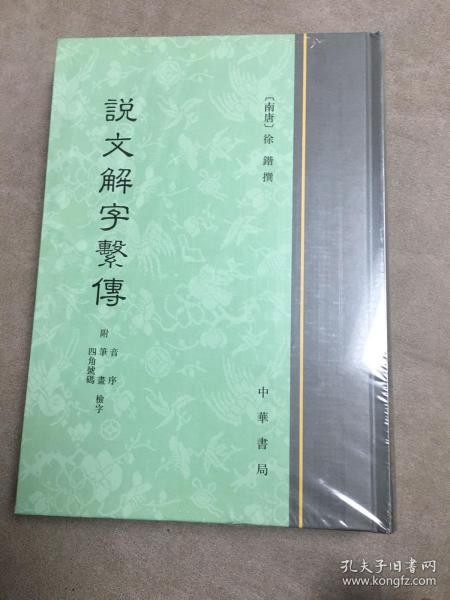 説文解字繫傳
〔南唐〕徐鍇撰
附音序
筆畫檢字
四角號碼
中華書局
孔夫子旧书网
www.kongfz.com